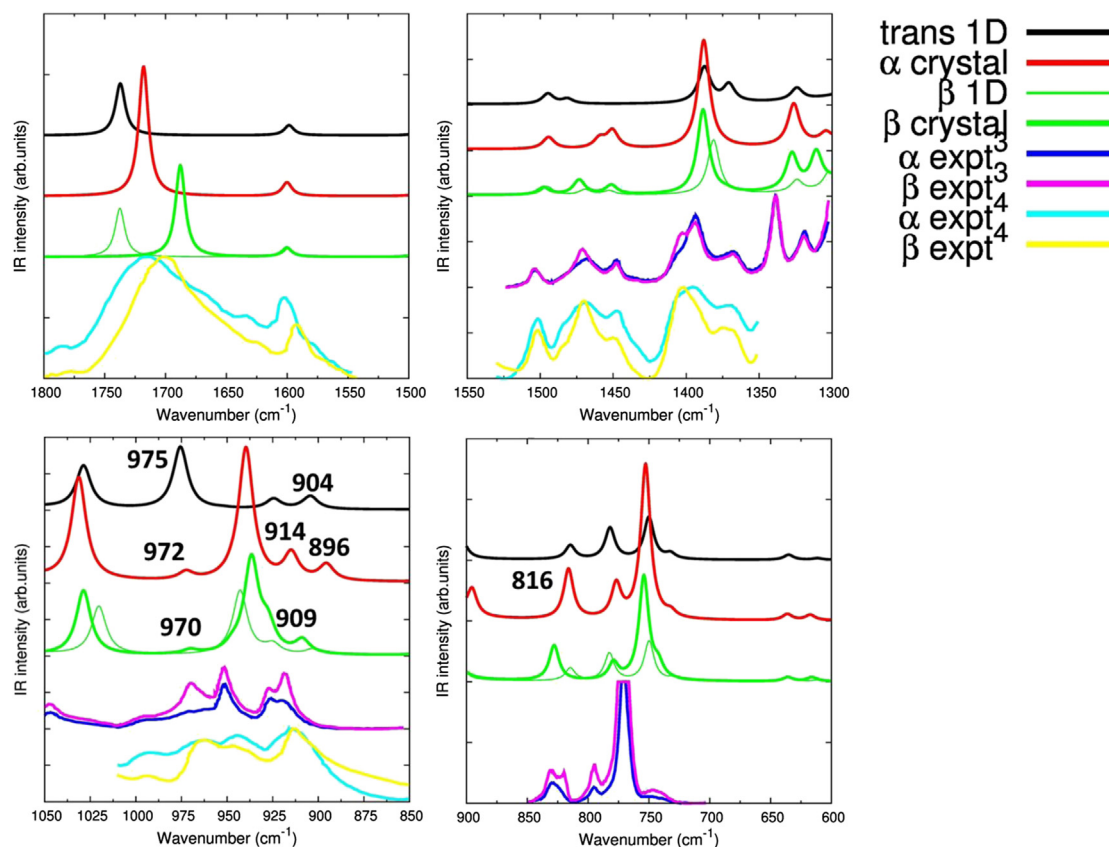 IR intensity (arb.units)
1800 1750 1700 1650 1600 1550 1500
Wavenumber (cm-1)
IR intensity (arb.units)
1550 1500 1450 1400 1350 1300
Wavenumber (cm-1)
trans 1D
α crystal
β 1D
β crystal
α expt3
β expt3
α expt4
β expt4
IR intensity (arb.units)
975
904
914
972
896
970
909
1050 1025 1000 975 950 925 900 875 850
Wavenumber (cm-1)
IR intensity (arb.units)
816
900 850 800 750 700 650 600
Wavenumber (cm-1)